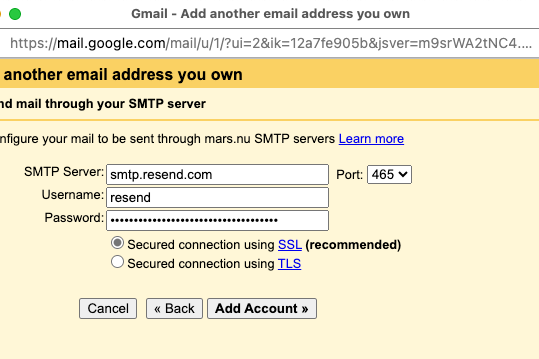 Gmail - Add another email address you own
https://mail.google.com/mail/u/1/?ui=2&ik=12a7fe905b&jsver=m9srWA2tNC4....
another email address you own
nd mail through your SMTP server
nfigure your mail to be sent through mars.nu SMTP servers Learn more
SMTP Server: smtp.resend.com Port: 465
Username: resend
Password: •••••••••••••••••••••••••••••••••••••
Secured connection using SSL (recommended)
Secured connection using TLS
Cancel « Back Add Account »